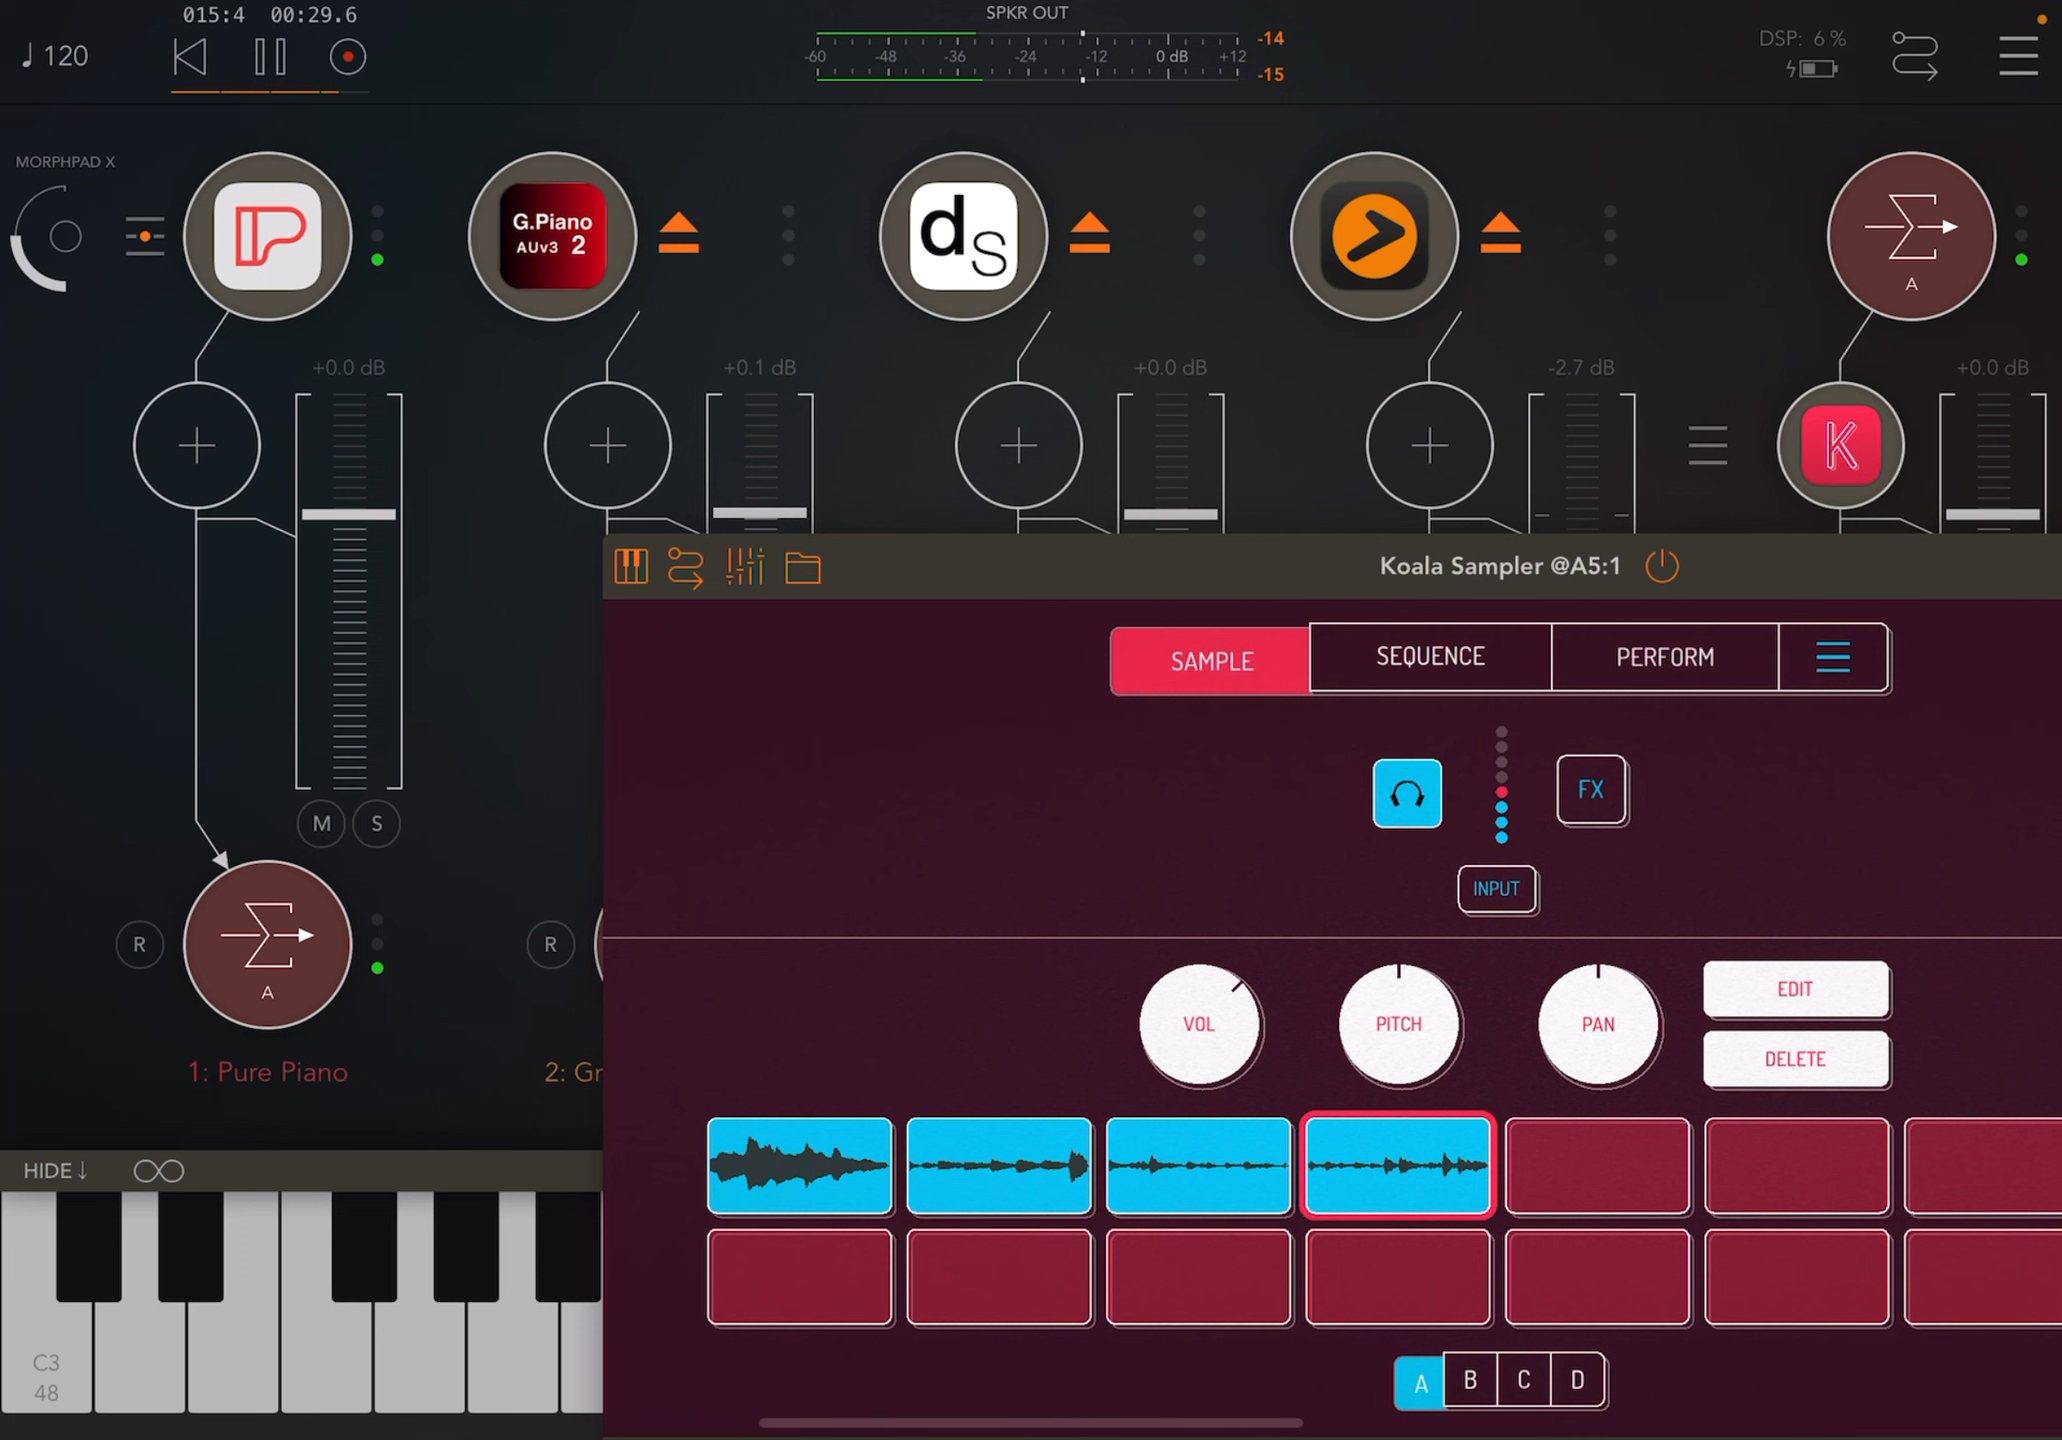 015:4 00:29.6
♩ 120
SPKR OUT
-60 -48 -36 -24 -12 0 dB +12
-14
-15
DSP: 6 %
MORPHPAD X
G.Piano
AUv3 2
ds
A
+0.0 dB
+0.1 dB
+0.0 dB
-2.7 dB
+0.0 dB
K
Koala Sampler @A5:1
SAMPLE
SEQUENCE
PERFORM
FX
INPUT
M S
R
A
R
1: Pure Piano
2: Gr
VOL
PITCH
PAN
EDIT
DELETE
HIDE↓
C3
48
A B C D